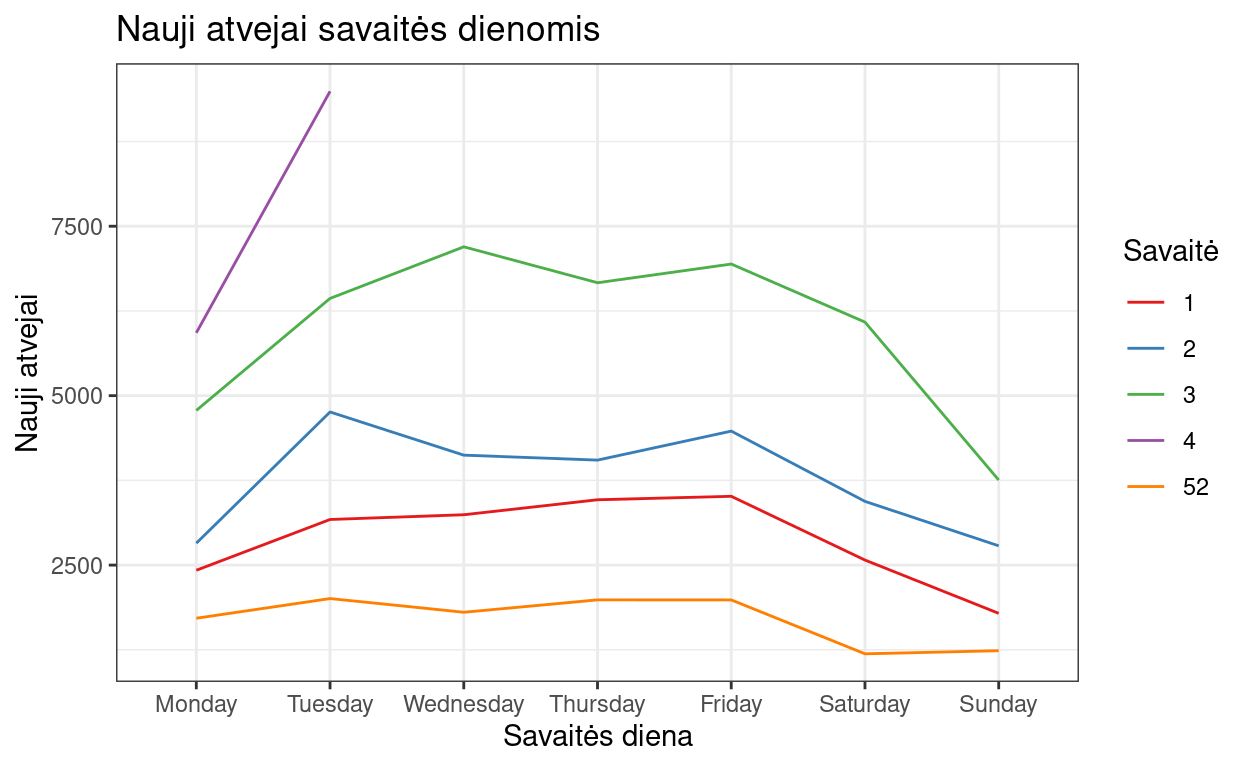 Nauji atvejai savaitės dienomis
Nauji atvejai
7500
5000
2500
Monday Tuesday Wednesday Thursday Friday Saturday Sunday
Savaitės diena
Savaitė
1
2
3
4
52